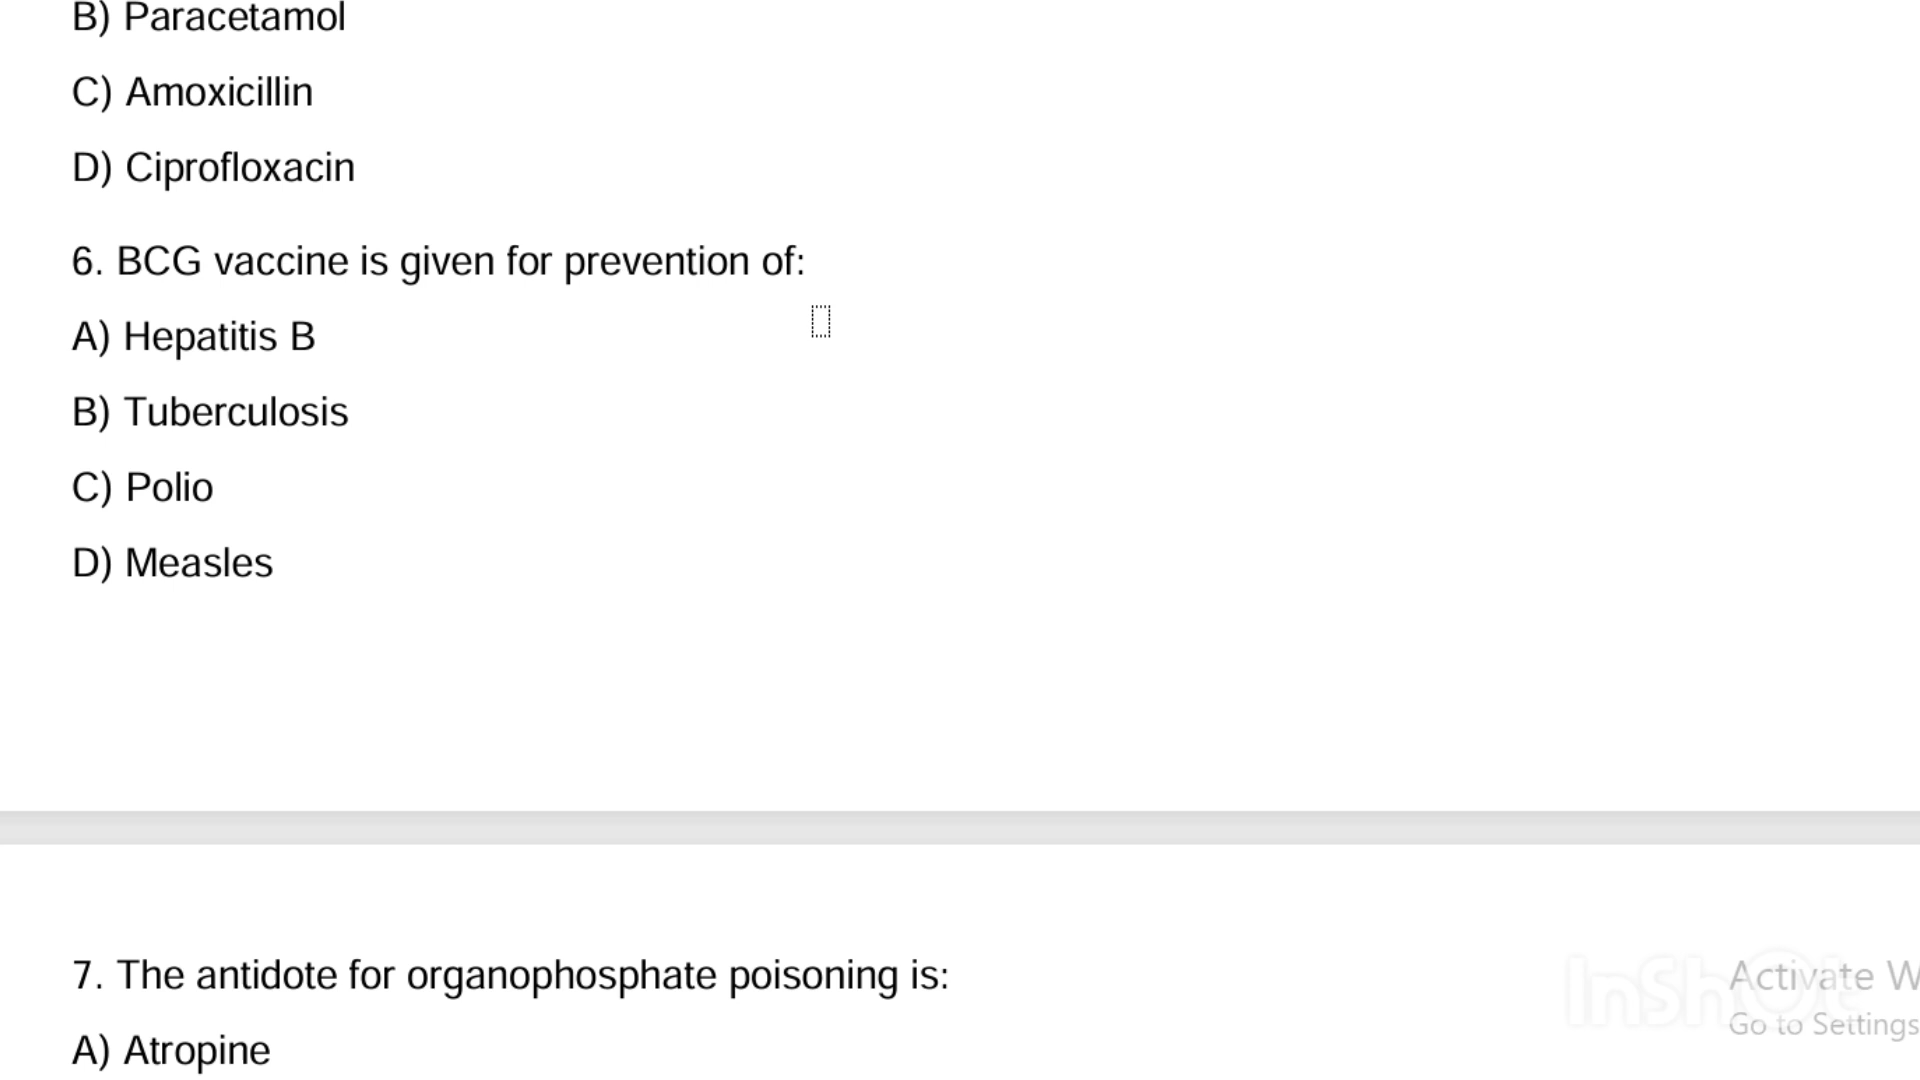 B) Paracetamol
C) Amoxicillin
D) Ciprofloxacin
6. BCG vaccine is given for prevention of:
A) Hepatitis B
B) Tuberculosis
C) Polio
D) Measles
7. The antidote for organophosphate poisoning is:
InShOt
Activate W
Go to Settings
A) Atropine